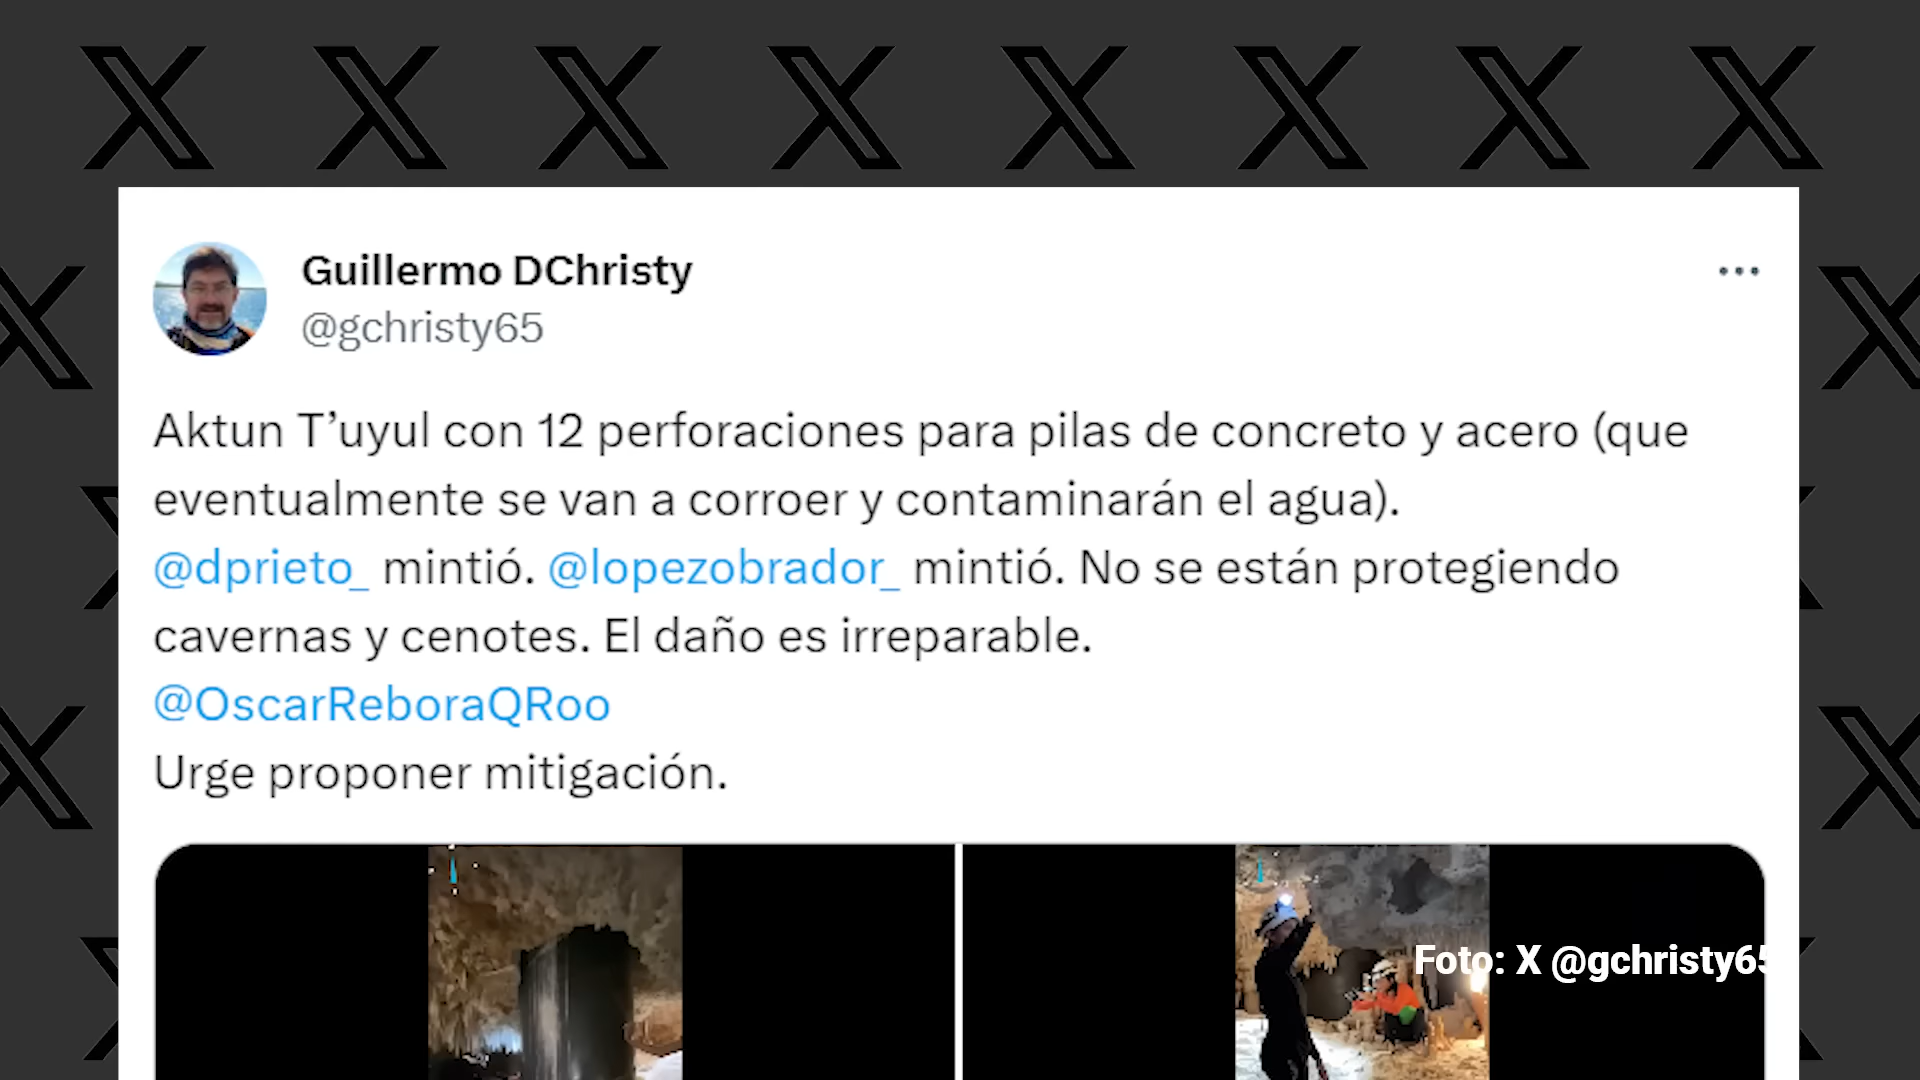 Guillermo DChristy
@gchristy65
Aktun T’uyul con 12 perforaciones para pilas de concreto y acero (que
eventualmente se van a corroer y contaminarán el agua).
@dprieto_ mintió. @lopezobrador_ mintió. No se están protegiendo
cavernas y cenotes. El daño es irreparable.
@OscarReboraQRoo
Urge proponer mitigación.
Foto: X @gchristy65